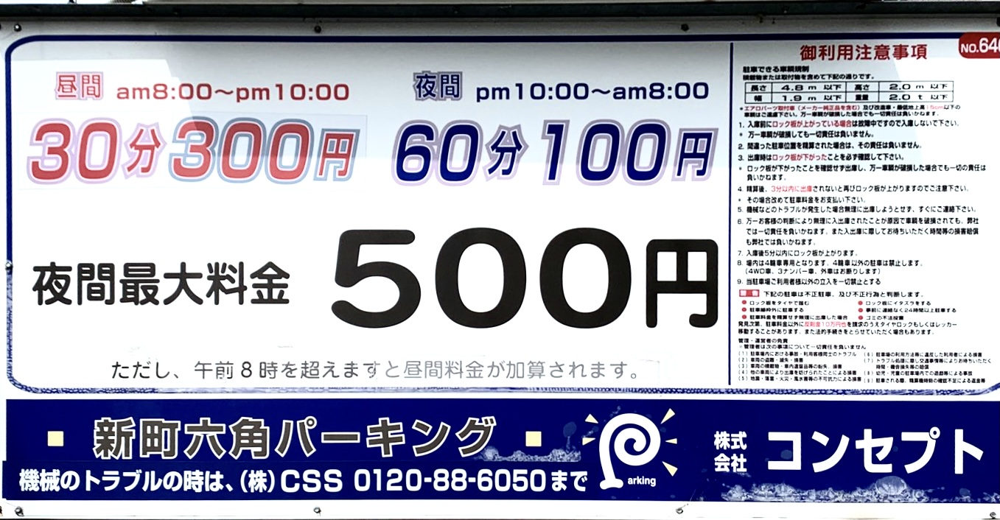 昼間 am8:00～pm10:00
30分300円
夜間 pm10:00～am8:00
60分100円
夜間最大料金 500円
ただし、午前8時を超えますと昼間料金が加算されます。
御利用注意事項
NO.640
駐車できる車輌規制
積載物または取付物を含めて下記の通りです。
長さ 4.8m 以下 高さ 2.0m 以下
幅 1.9m 以下 重量 2.0t 以下
*エアロパーツ取付車（メーカー純正品を含む）及び改造車・最低地上高15cm以下の
車輌はご遠慮下さい。万一車輌が破損した場合でも一切責任は負いかねます。
1. 入庫前にロック板が上がっている場合は故障中ですので入庫しないで下さい。
* 万一車輌が破損しても一切責任は負いません。
2. 間違った駐車位置を精算された場合は、その責任は負いません。
3. 出庫時はロック板が下がったことを必ず確認して下さい。
* ロック板が下がったことを確認せず出庫し、万一車輌が破損した場合でも一切の責任は
負いかねます。
4. 精算後、3分以内に出庫されないと再びロック板が上がりますのでご注意下さい。
* その場合改めて駐車料金をお支払い下さい。
5. 機械などのトラブルが発生した場合無理に出庫しようとせず、すぐにご連絡下さい。
6. 万一お客様の判断により無理に入出庫されたことが原因で車輌を破損されても、弊社
では一切責任を負いかねます。また入出庫に際してお待ちいただく時間等の損害賠償
も弊社では負いかねます。
7. 入庫後5分以内にロック板が上がります。
8. 場内は4輪車専用となります。4輪車以外の駐車は禁止します。
（4WD車、3ナンバー車、外車はお断りします）
9. 当駐車場ご利用者様以外の立入を一切禁止とする
警告 下記の駐車は不正駐車、及び不正行為と判断します。
●ロック板をタイヤで踏む ●ロック板にイタズラをする
●駐車線枠外に駐車する ●事前に連絡なく24時間以上駐車する
●駐車料金を精算せず無理に出庫した場合 ●ゴミの不法投棄
発見次第、駐車料金以外に反則金10万円也を請求のうえタイヤロックもしくはレッカー
移動することがあります。また法的手続きをとらせていただく場合もあります。
管理・運営者の免責
*管理者は次の事項について一切責任を負いません
(1) 駐車場内における事故・利用者様同士のトラブル
(2) 車両の盗難・滅失・損害
(3) 車両の積載物・車内遺留品等の紛失、損害
(4) 他の車両により出庫を妨げられたことによる損害
(5) 地震・落雷・火災・風水害等の不可抗力による損害
(6) 駐車場の利用方法等に違反した利用者による損害
(7) トラブル処理に際し交通事情等によりお待ちいただく
時間・機会損失等の賠償
(8) 幼児・児童の駐車場内での遊戯等による事故
(9) 駐車される際、精算機時刻の確認不足による返金等
新町六角パーキング
機械のトラブルの時は、（株）CSS 0120-88-6050まで
arking
株式会社 コンセプト